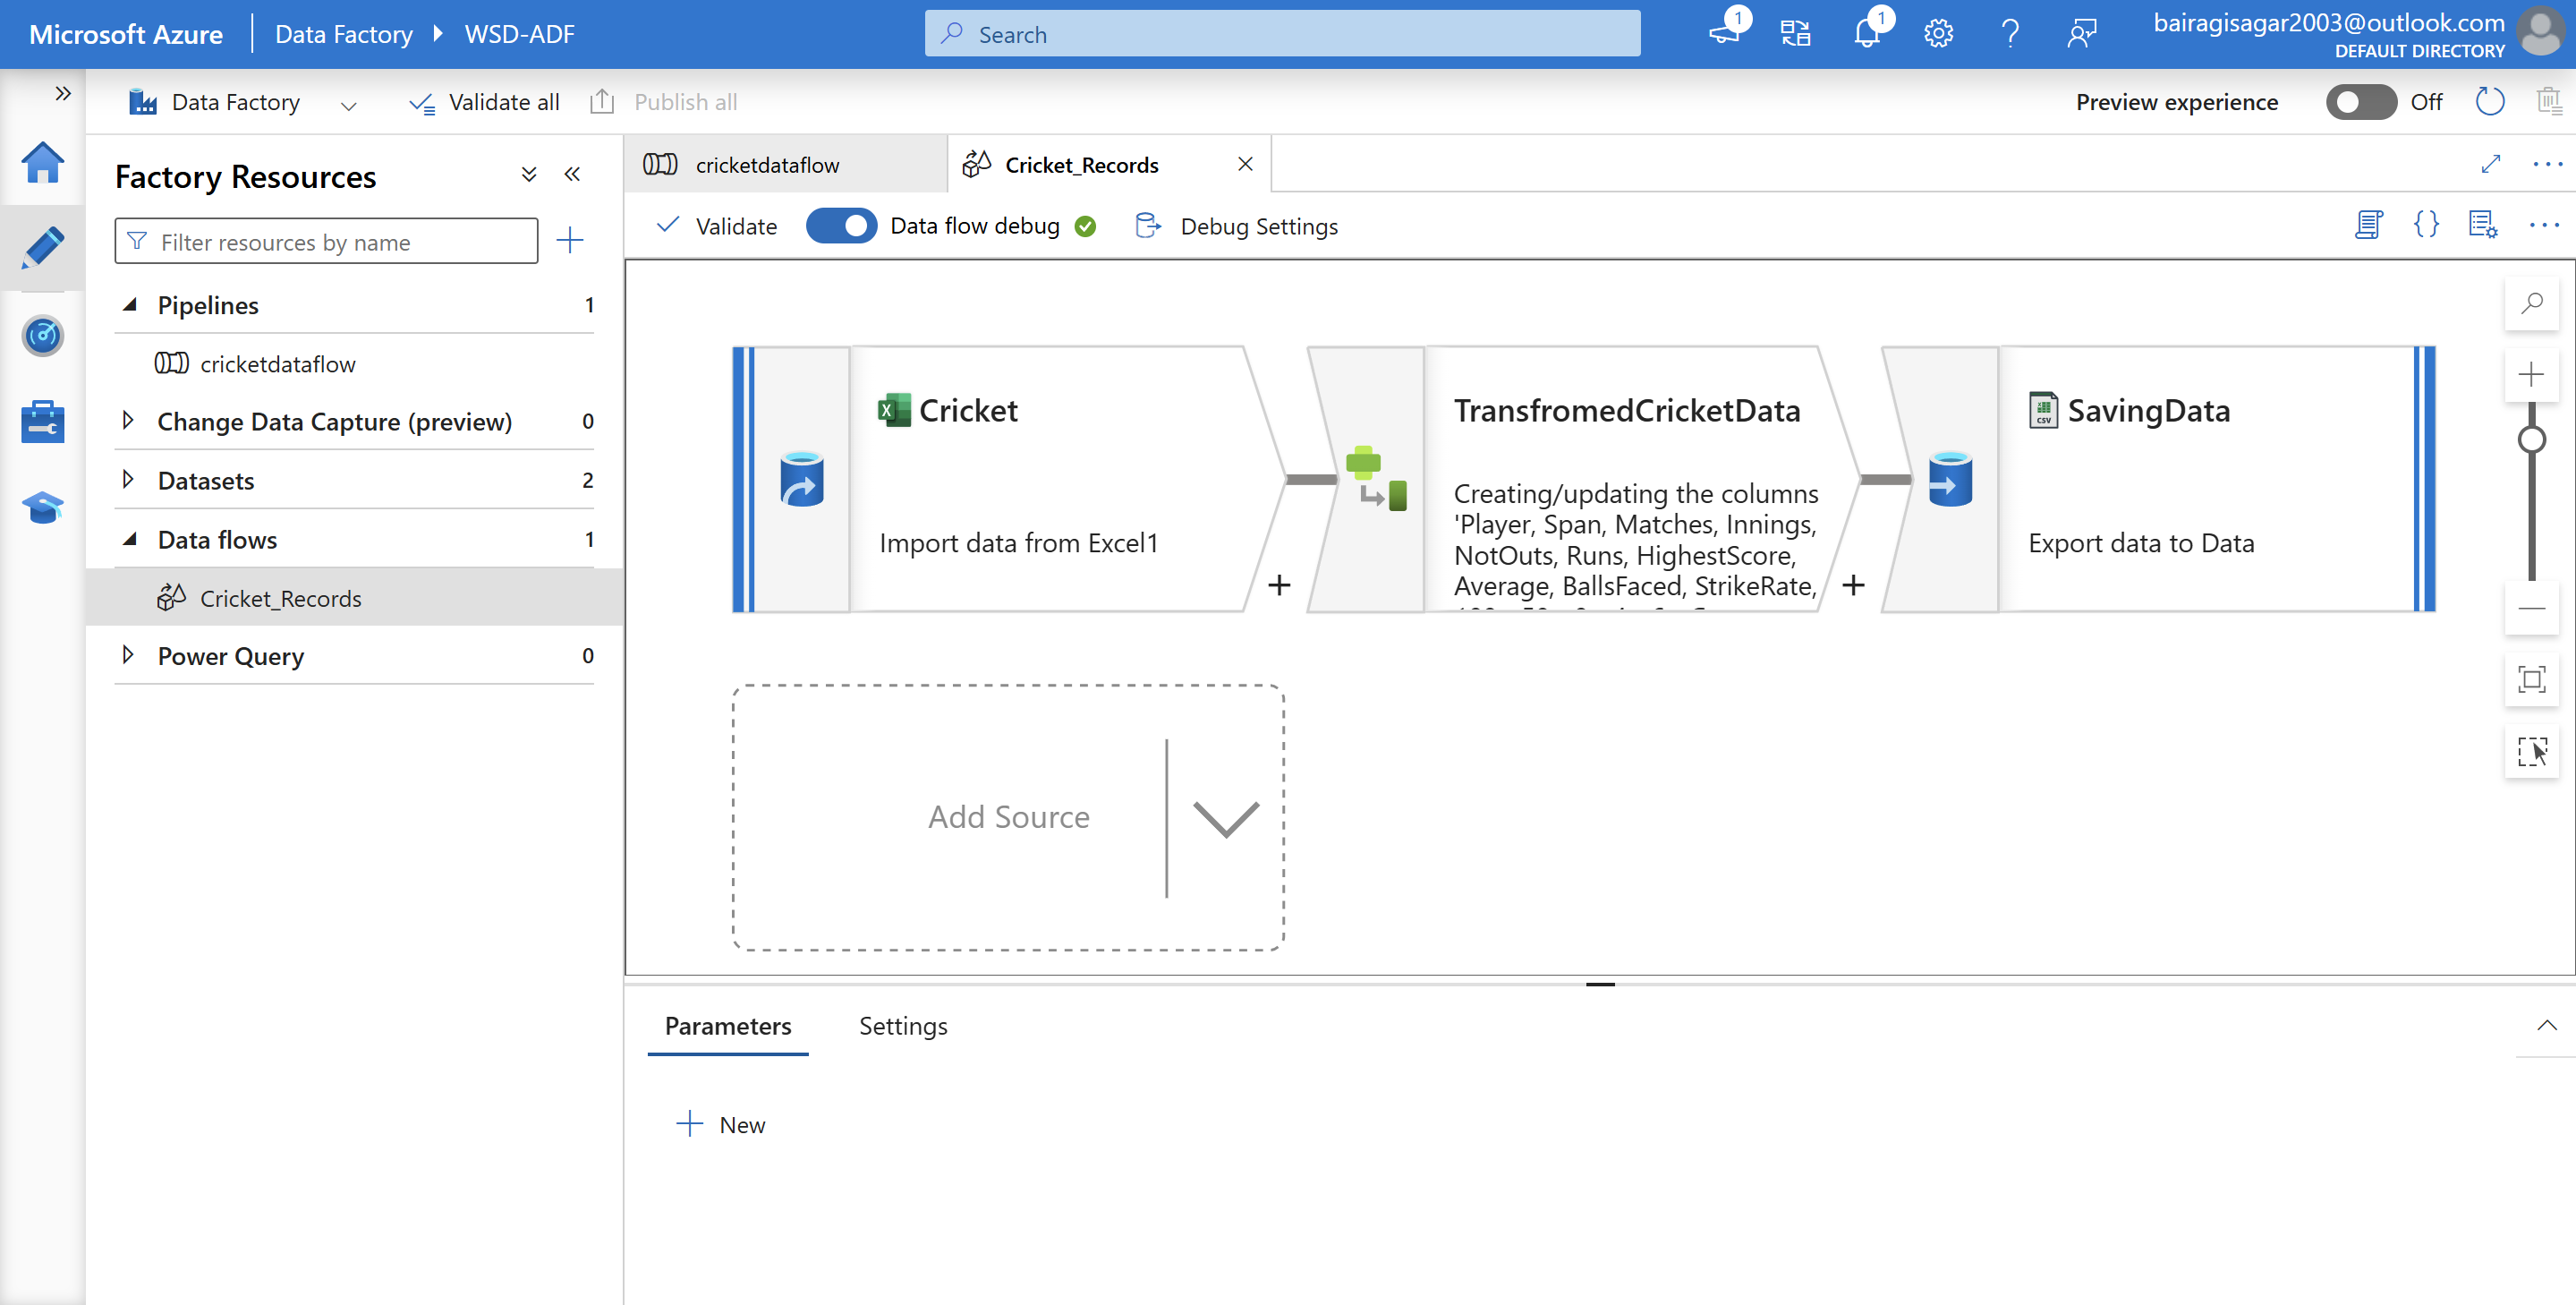 Microsoft Azure Data Factory WSD-ADF
Search
1
1
bairagisagar2003@outlook.com
DEFAULT DIRECTORY
Data Factory Validate all Publish all
Preview experience Off
Factory Resources
Filter resources by name
Pipelines 1
cricketdataflow
Change Data Capture (preview) 0
Datasets 2
Data flows 1
Cricket_Records
Power Query 0
cricketdataflow Cricket_Records
Validate Data flow debug Debug Settings
Cricket
Import data from Excel1
TransfromedCricketData
Creating/updating the columns
'Player, Span, Matches, Innings,
NotOuts, Runs, HighestScore,
Average, BallsFaced, StrikeRate,
CSV
SavingData
Export data to Data
Add Source
Parameters Settings
New